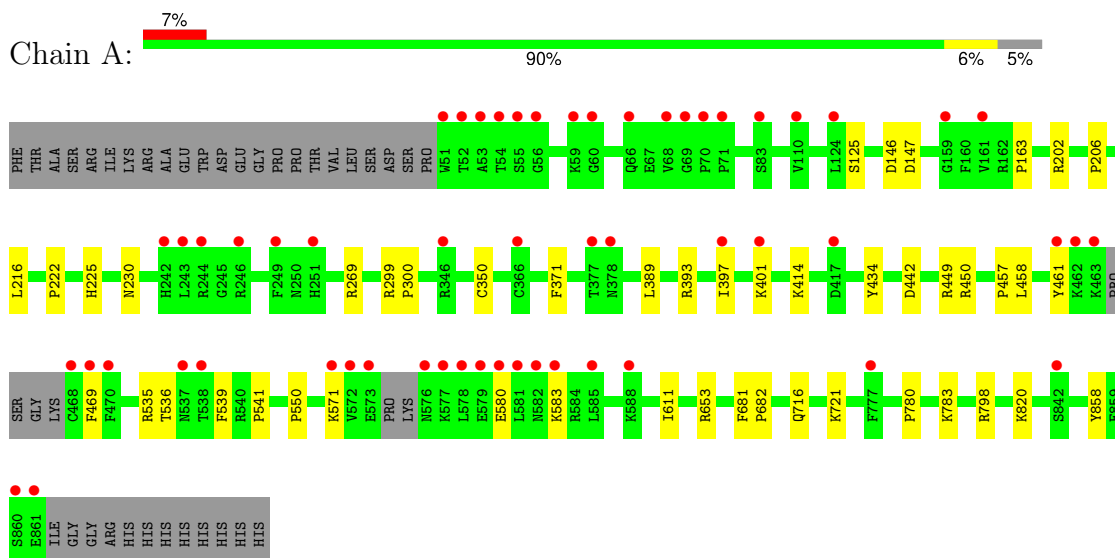 7%
Chain A:
90% 6% 5%
PHE THR ALA SER ARG ILE LYS ARG ALA GLU TRP ASP GLU GLY PRO PRO THR VAL LEU SER ASP SER PRO W51 T52 A53 T54 S55 G56 K59 G60 Q66 E67 V68 G69 P70 P71 S83 V110 L124 S125 D146 D147 G159 F160 V161 R162 P163 R202 P206
L216 P222 H225 N230 H242 L243 R244 G245 R246 F249 N250 H251 R269 R299 P300 R346 C350 C366 F371 T377 N378 L389 R393 I397 K401 K414 D417 Y434 D442 R449 R450 P457 L458 Y461 K462 K463 PRO
SER GLY LYS C468 F469 F470 R535 T536 N537 T538 F539 R540 P541 P550 K571 V572 E573 PRO LYS N576 K577 L578 E579 E580 L581 N582 K583 R584 L585 K588 I611 R653 F681 P682 Q716 K721 F777 P780 K783 R798 K820 S842 Y858
S860 E861 ILE GLY GLY ARG HIS HIS HIS HIS HIS HIS HIS HIS